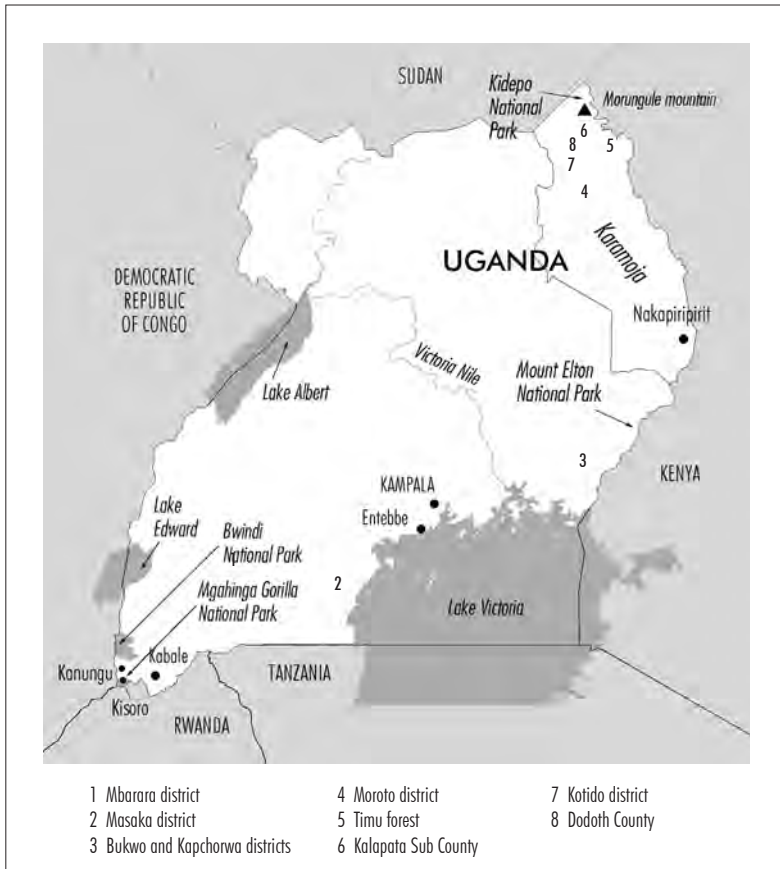 SUDAN
Kidepo
National
Park
Morungule mountain
6
8
5
7
4
Karamoja
UGANDA
DEMOCRATIC
REPUBLIC
OF CONGO
Nakapiripirit
Victoria Nile
Mount Elton
National Park
Lake Albert
3
KENYA
KAMPALA
Entebbe
Lake
Edward
Bwindi
National Park
Mgahinga Gorilla
National Park
2
Lake Victoria
Kanungu
Kabale
Kisoro
TANZANIA
RWANDA
1 Mbarara district
2 Masaka district
3 Bukwo and Kapchorwa districts
4 Moroto district
5 Timu forest
6 Kalapata Sub County
7 Kotido district
8 Dodoth County